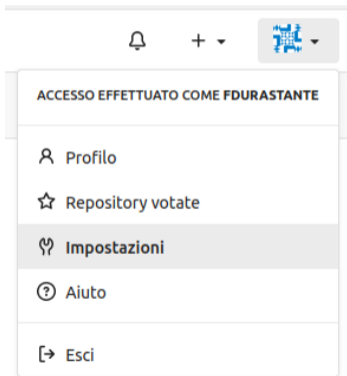 ACCESSO EFFETTUATO COME FDURASTANTE
Profilo
Repository votate
Impostazioni
Aiuto
Esci